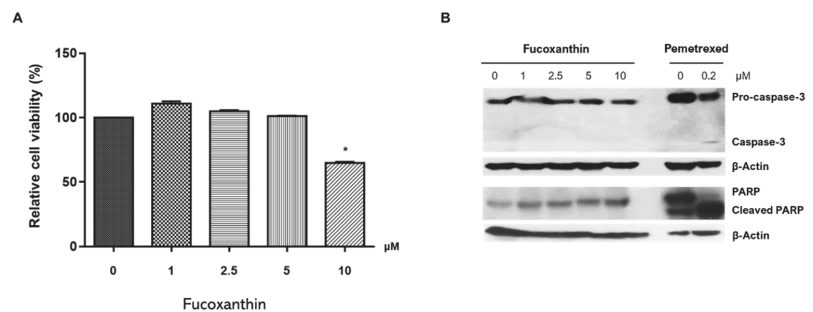 A
Relative cell viability (%)
150
100
50
0
*
0 1 2.5 5 10 µM
Fucoxanthin
B
Fucoxanthin Pemetrexed
0 1 2.5 5 10 0 0.2 µM
Pro-caspase-3
Caspase-3
β-Actin
PARP
Cleaved PARP
β-Actin